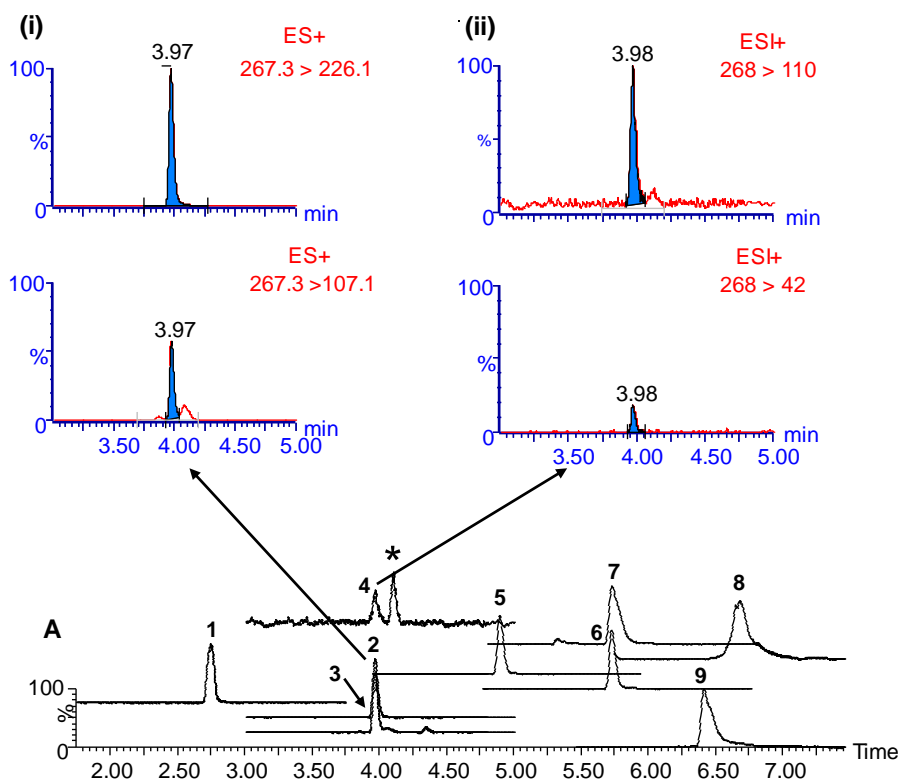 (i)
ES+
267.3 > 226.1
3.97
100
%
0
min
ES+
267.3 >107.1
3.97
100
%
0
min
3.50 4.00 4.50 5.00
(ii)
ESI+
268 > 110
3.98
100
%
0
min
ESI+
268 > 42
3.98
100
%
0
min
3.50 4.00 4.50 5.00
*
4 7 8
5
A 1 2 6
3 9
100
%
0
Time
2.00 2.50 3.00 3.50 4.00 4.50 5.00 5.50 6.00 6.50 7.00